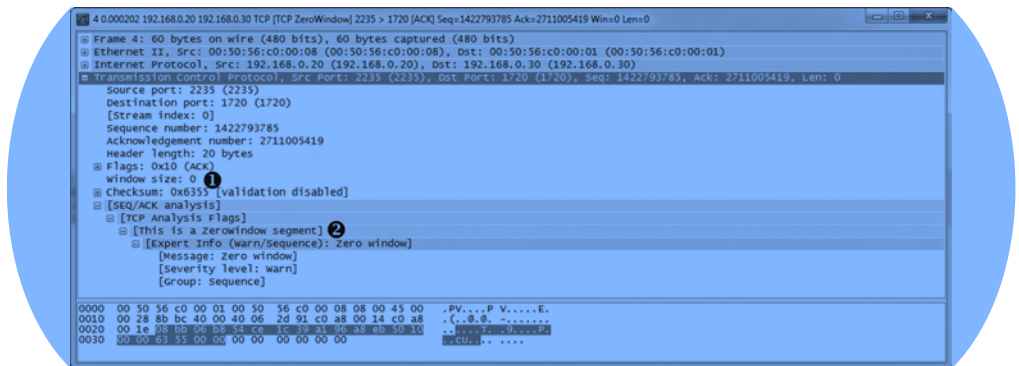 4 0.000202 192.168.0.20 192.168.0.30 TCP [TCP ZeroWindow] 2235 > 1720 [ACK] Seq=1422793785 Ack=2711005419 Win=0 Len=0
Frame 4: 60 bytes on wire (480 bits), 60 bytes captured (480 bits)
Ethernet II, Src: 00:50:56:c0:00:08 (00:50:56:c0:00:08), Dst: 00:50:56:c0:00:01 (00:50:56:c0:00:01)
Internet Protocol, Src: 192.168.0.20 (192.168.0.20), Dst: 192.168.0.30 (192.168.0.30)
Transmission Control Protocol, Src Port: 2235 (2235), Dst Port: 1720 (1720), Seq: 1422793785, Ack: 2711005419, Len: 0
Source port: 2235 (2235)
Destination port: 1720 (1720)
[Stream index: 0]
Sequence number: 1422793785
Acknowledgement number: 2711005419
Header length: 20 bytes
Flags: 0x10 (ACK)
Window size: 0 ❶
Checksum: 0x6355 [validation disabled]
[SEQ/ACK analysis]
[TCP Analysis Flags]
[This is a ZeroWindow segment] ❷
[Expert Info (Warn/Sequence): Zero window]
[Message: Zero window]
[Severity level: Warn]
[Group: Sequence]
0000 00 50 56 c0 00 01 00 50 56 c0 00 08 08 00 45 00 .PV....P V.....E.
0010 00 28 8b bc 40 00 40 06 2d 91 c0 a8 00 14 c0 a8 .(..@.@. -.......
0020 00 1e 08 bb 06 b8 54 ce 1c 39 a1 96 a8 eb 50 10 ......T. .9....P.
0030 00 00 63 55 00 00 00 00 00 00 00 00 ..cU.... ....